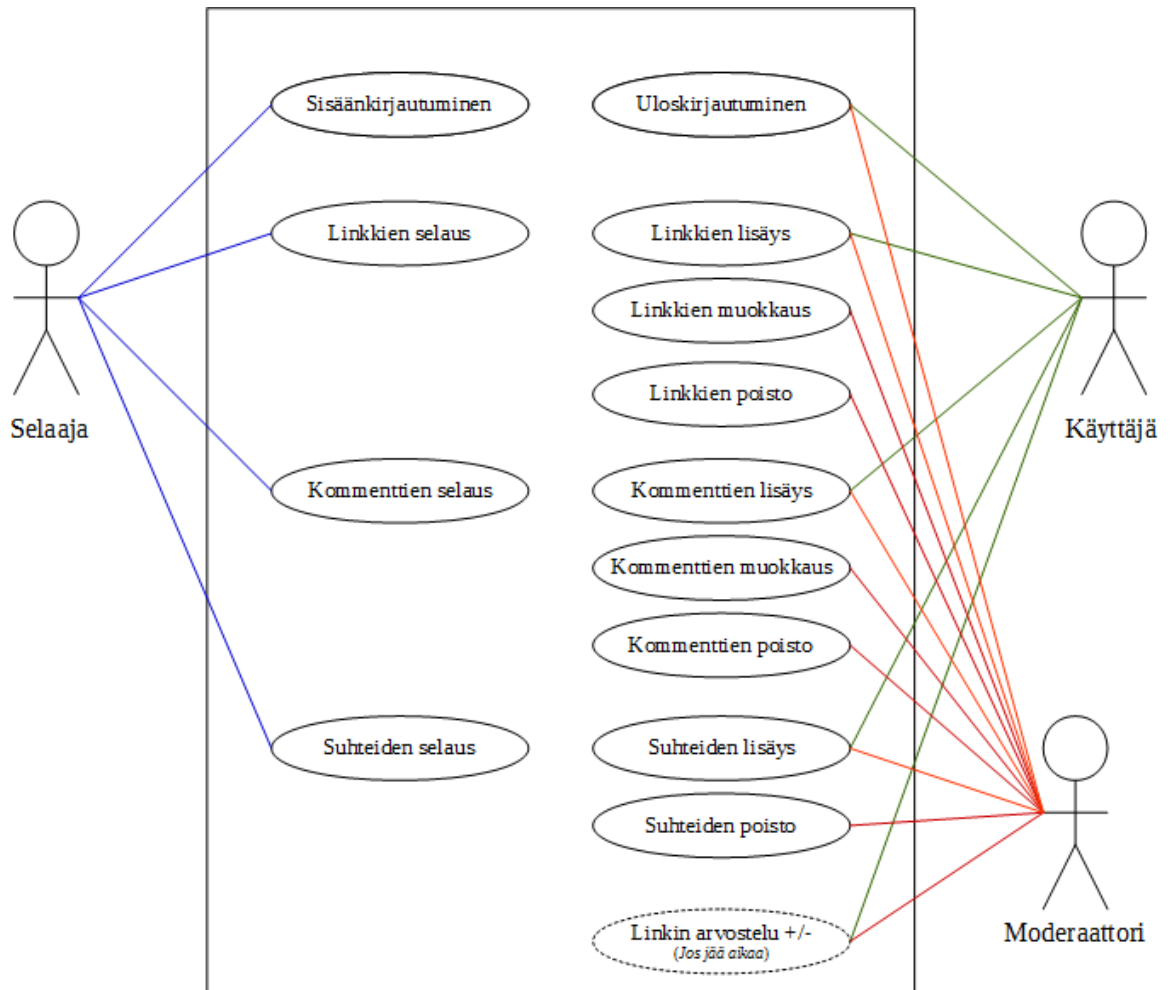 Sisäänkirjautuminen
Uloskirjautuminen
Linkkien selaus
Linkkien lisäys
Linkkien muokkaus
Linkkien poisto
Selaaja
Käyttäjä
Kommenttien selaus
Kommenttien lisäys
Kommenttien muokkaus
Kommenttien poisto
Suhteiden selaus
Suhteiden lisäys
Suhteiden poisto
Linkin arvostelu +/-
(Jos jää aikaa)
Moderaattori